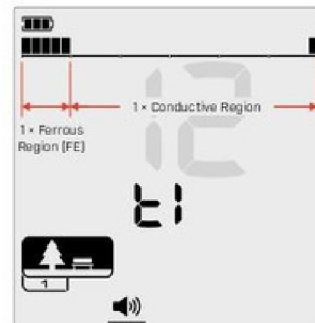 12
1 × Conductive Region
1 × Ferrous
Region (FE)
t1
1